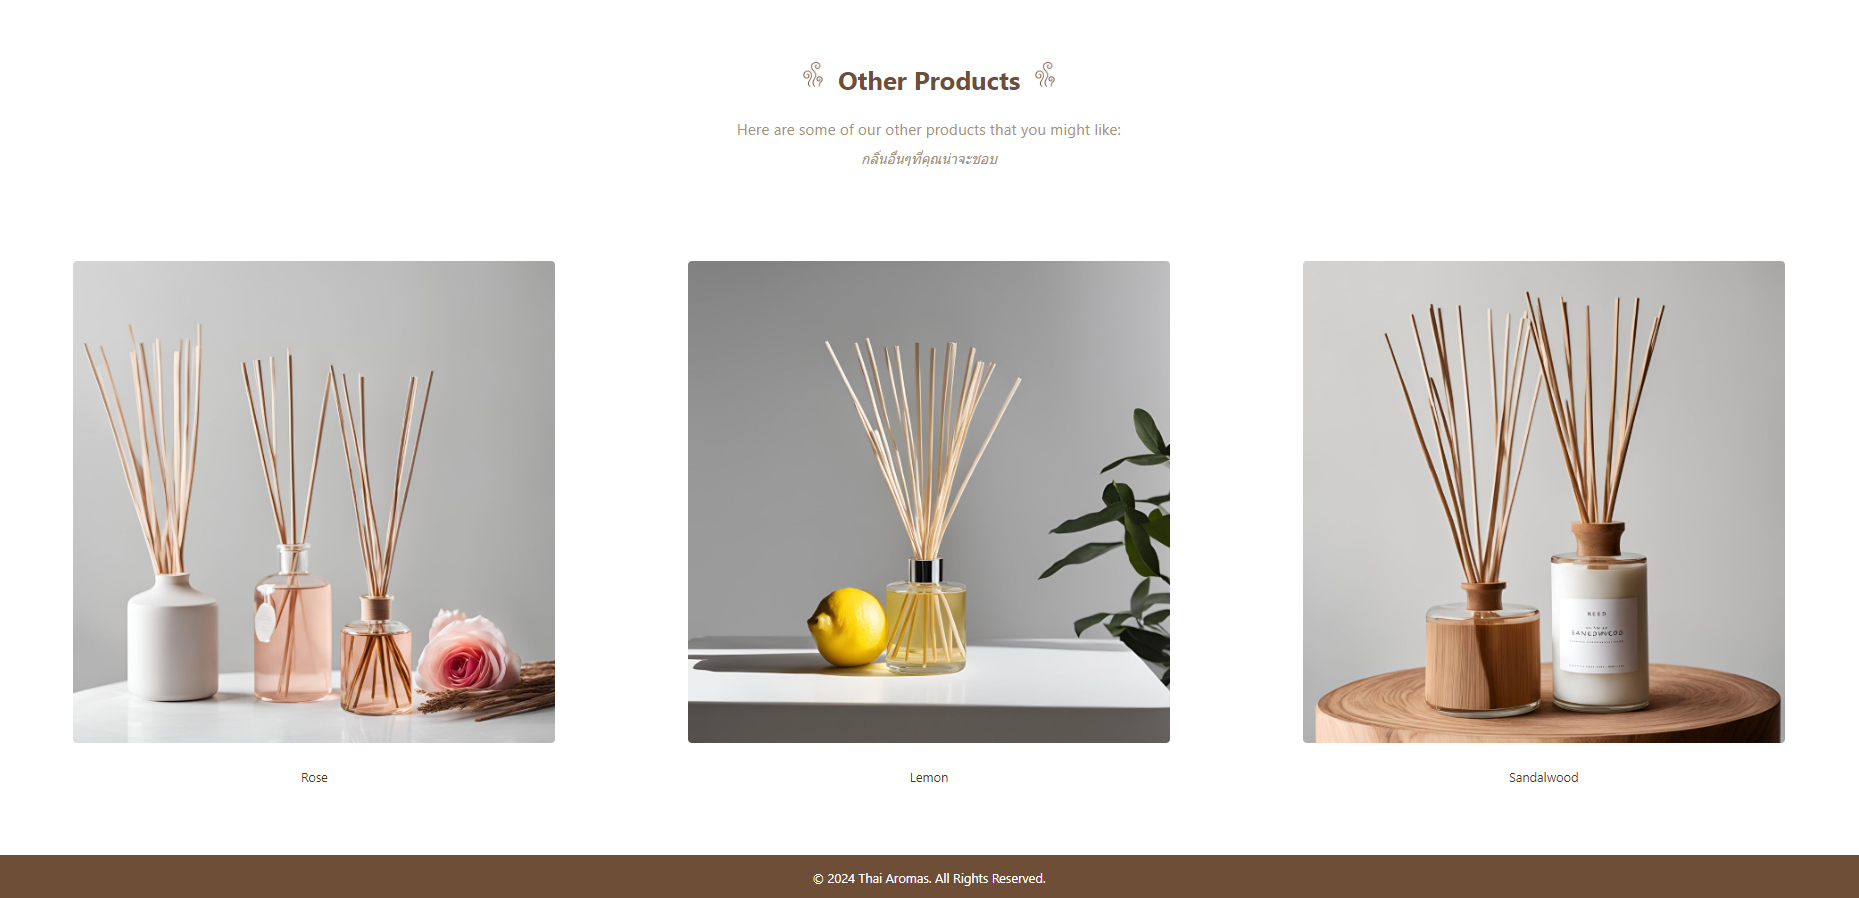 Other Products
Here are some of our other products that you might like:
กลิ่นอื่นๆที่คุณน่าจะชอบ
REED
SANEDWOCOD
Rose
Lemon
Sandalwood
© 2024 Thai Aromas. All Rights Reserved.